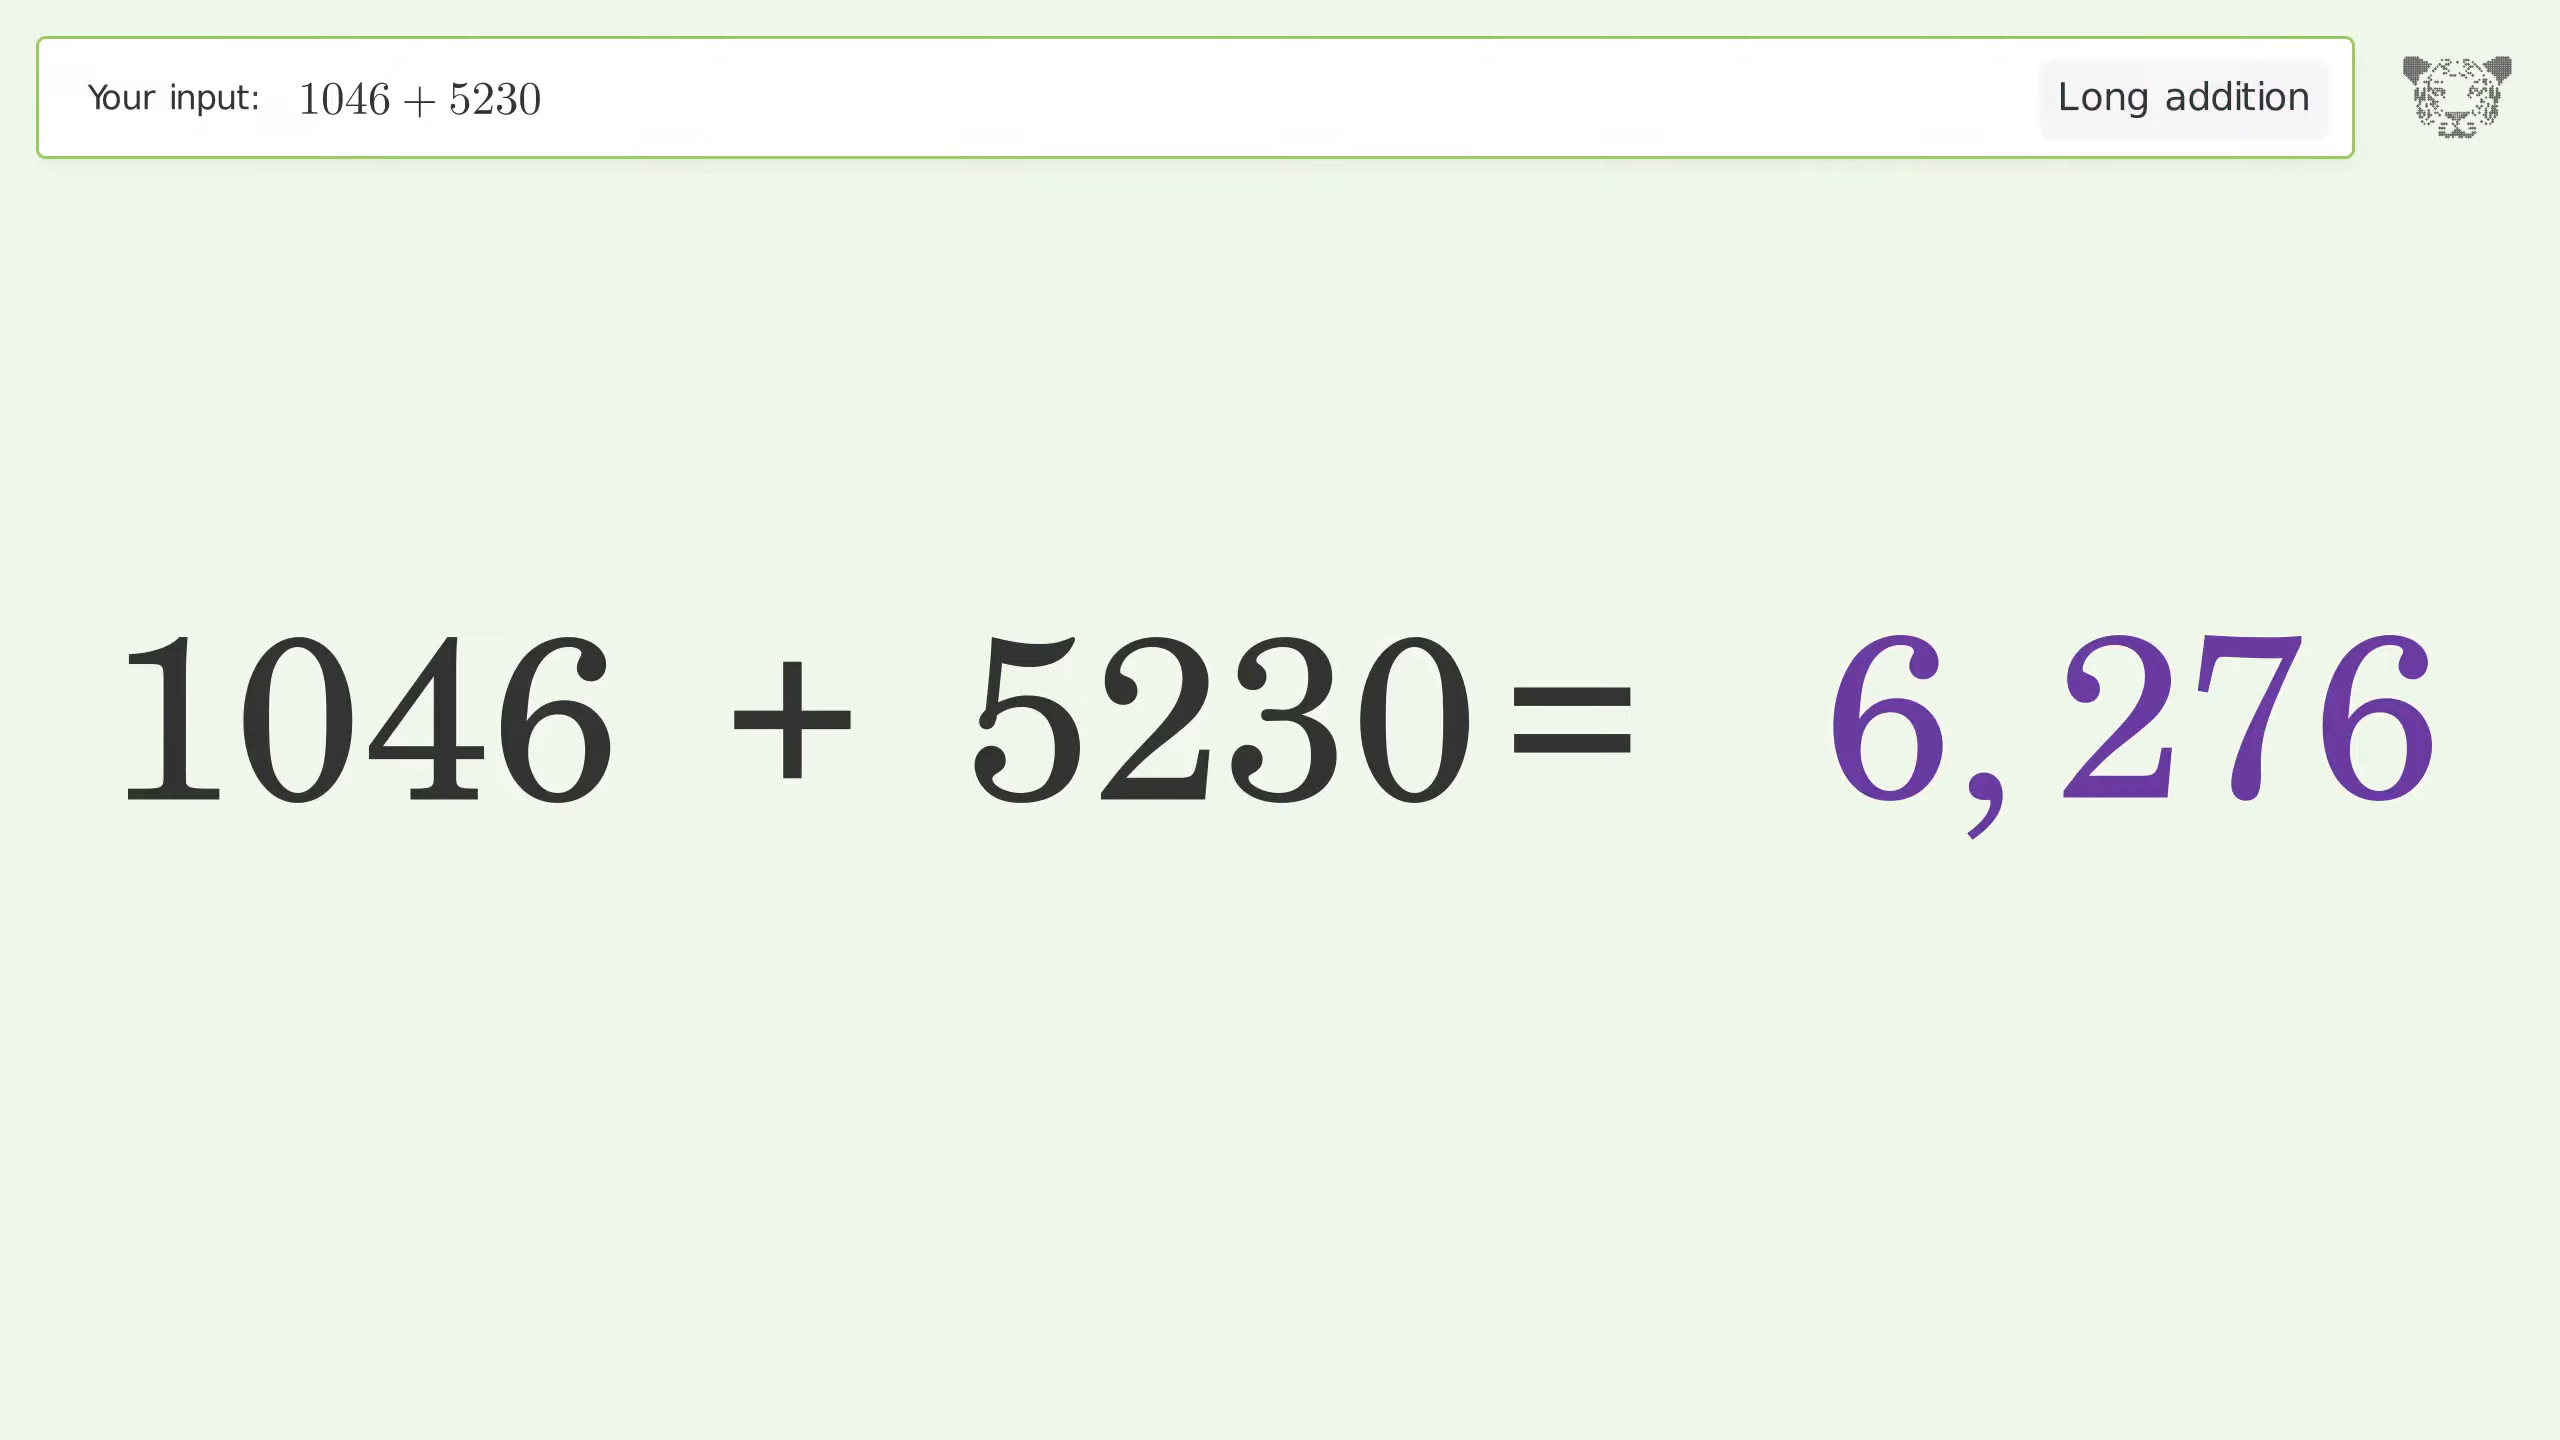 Your input: 1046 + 5230 Long addition
1046 + 5230 = 6,276